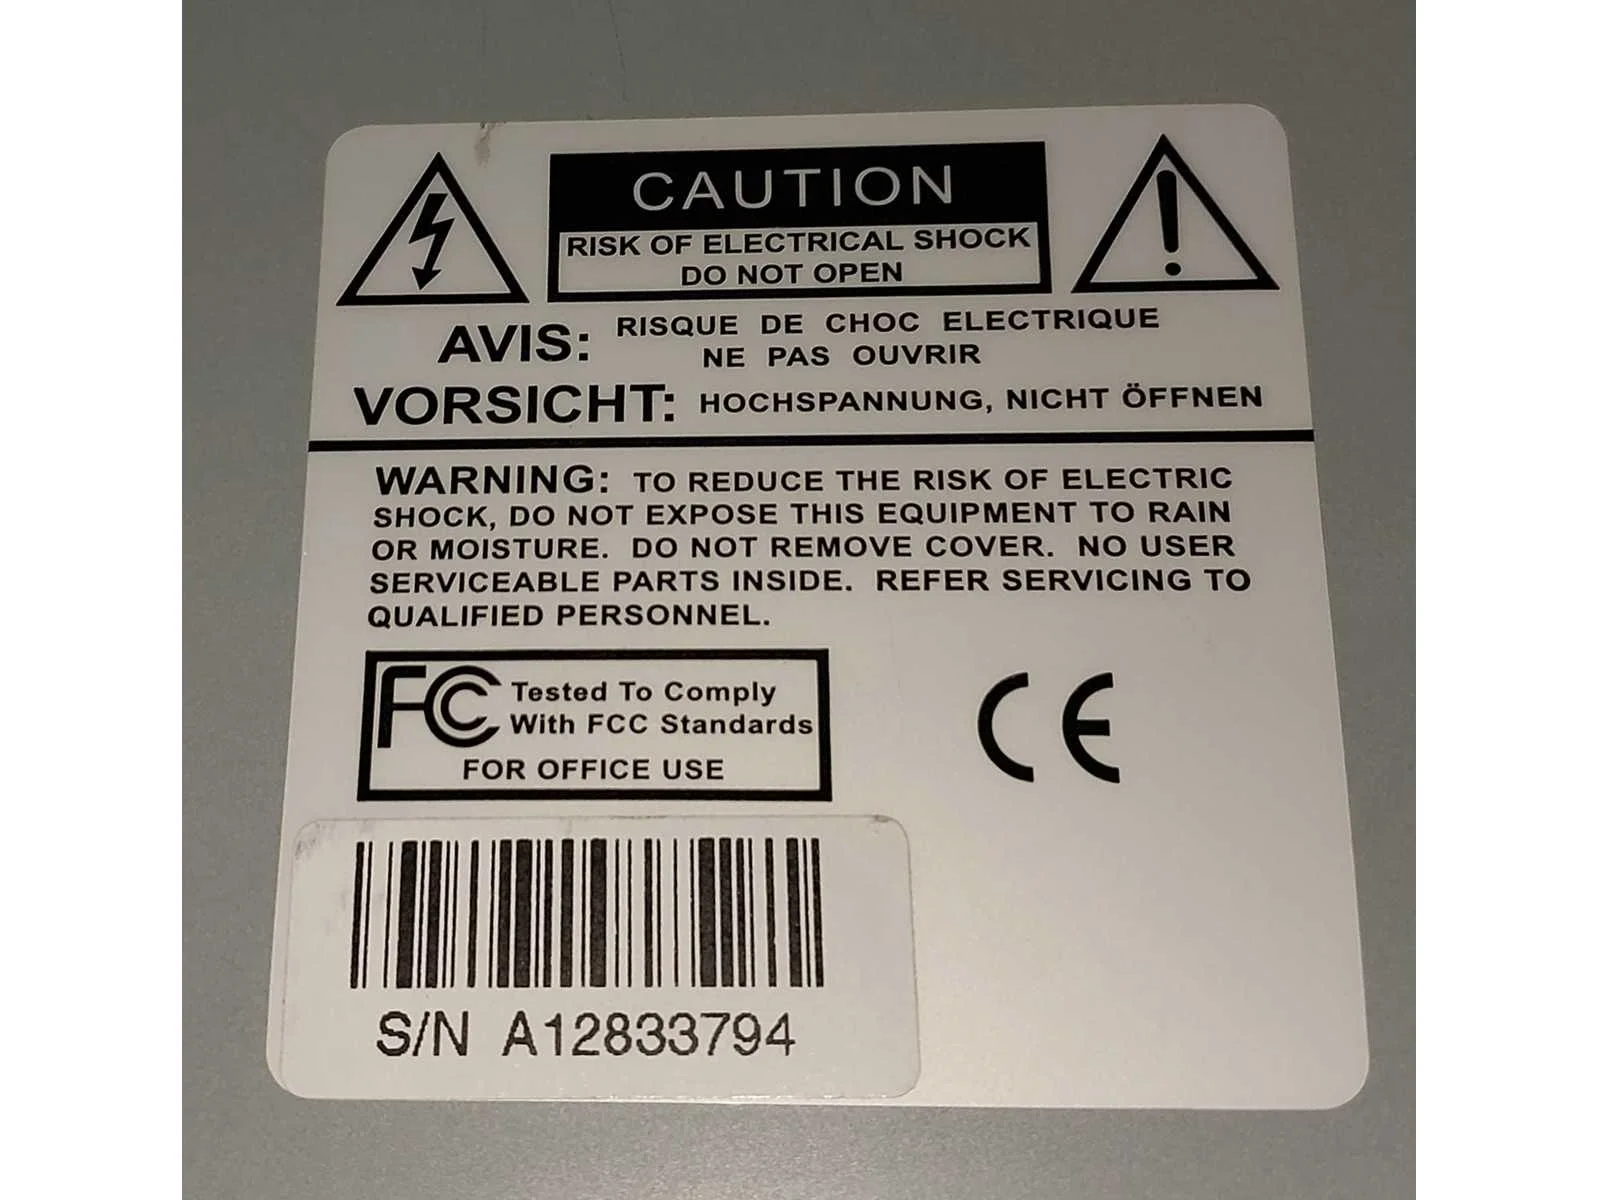 CAUTION
RISK OF ELECTRICAL SHOCK
DO NOT OPEN
AVIS: RISQUE DE CHOC ELECTRIQUE
NE PAS OUVRIR
VORSICHT: HOCHSPANNUNG, NICHT ÖFFNEN
WARNING: TO REDUCE THE RISK OF ELECTRIC
SHOCK, DO NOT EXPOSE THIS EQUIPMENT TO RAIN
OR MOISTURE. DO NOT REMOVE COVER. NO USER
SERVICEABLE PARTS INSIDE. REFER SERVICING TO
QUALIFIED PERSONNEL.
FC Tested To Comply
With FCC Standards
FOR OFFICE USE
CE
S/N A12833794